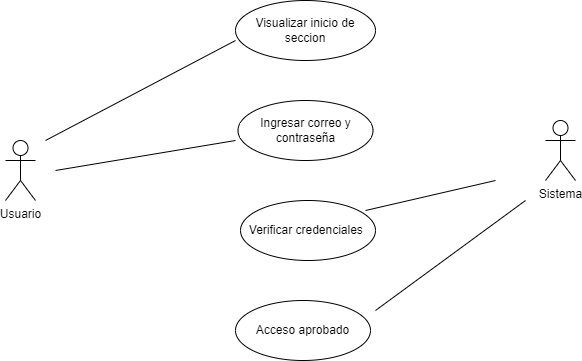 Visualizar inicio de
seccion
Ingresar correo y
contraseña
Usuario
Sistema
Verificar credenciales
Acceso aprobado